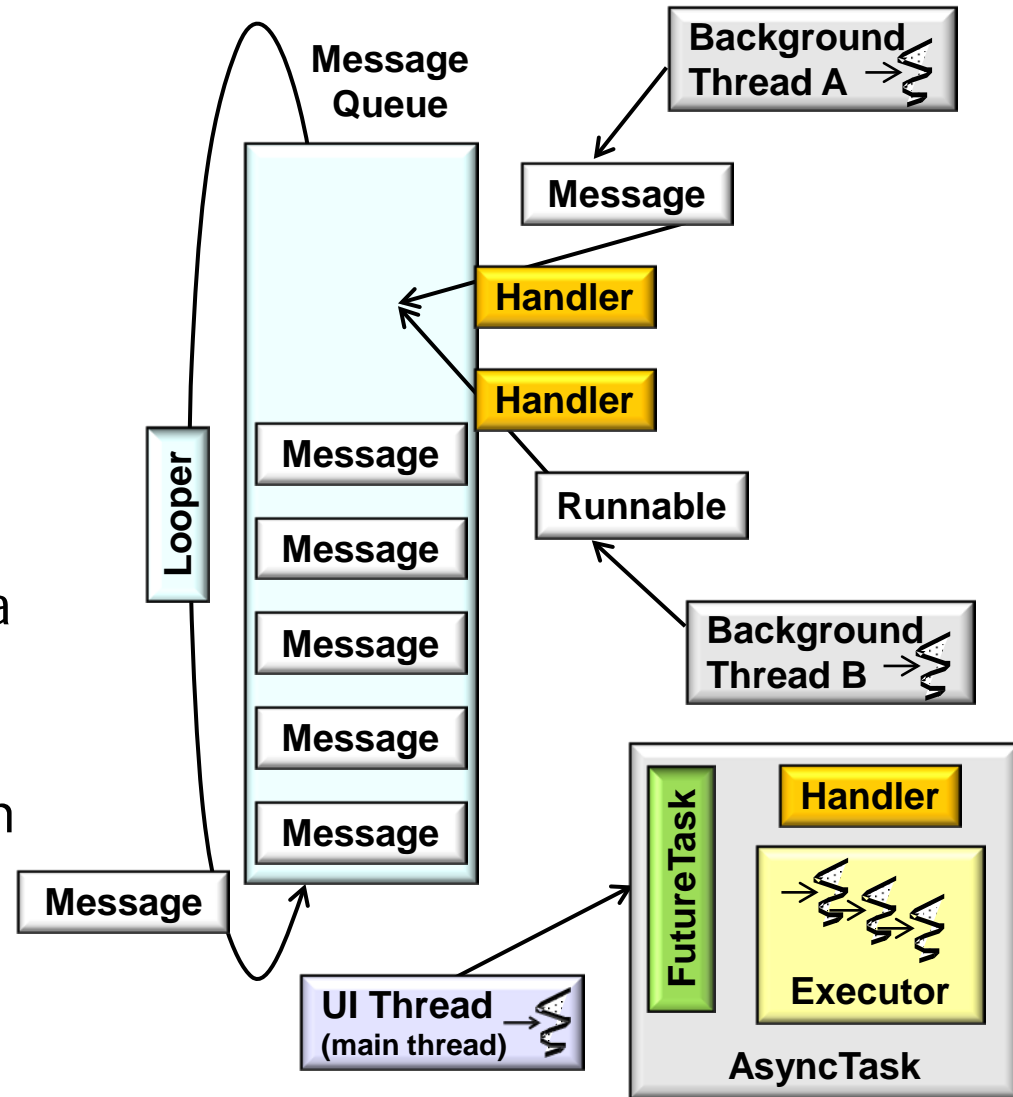 Background
Thread A
Message
Queue
Message
Handler
Handler
Message
Looper
Runnable
Message
a
Message
Background
Thread B
Message
n
Message
Message
FutureTask
Handler
Executor
UI Thread
(main thread)
AsyncTask